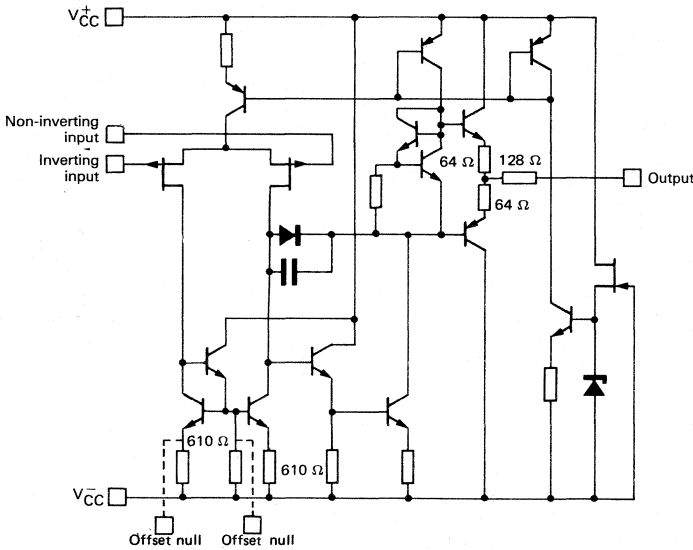 V⁺CC
Non-inverting
input
Inverting
input
64 Ω
128 Ω
Output
64 Ω
610 Ω
610 Ω
V⁻CC
Offset null
Offset null